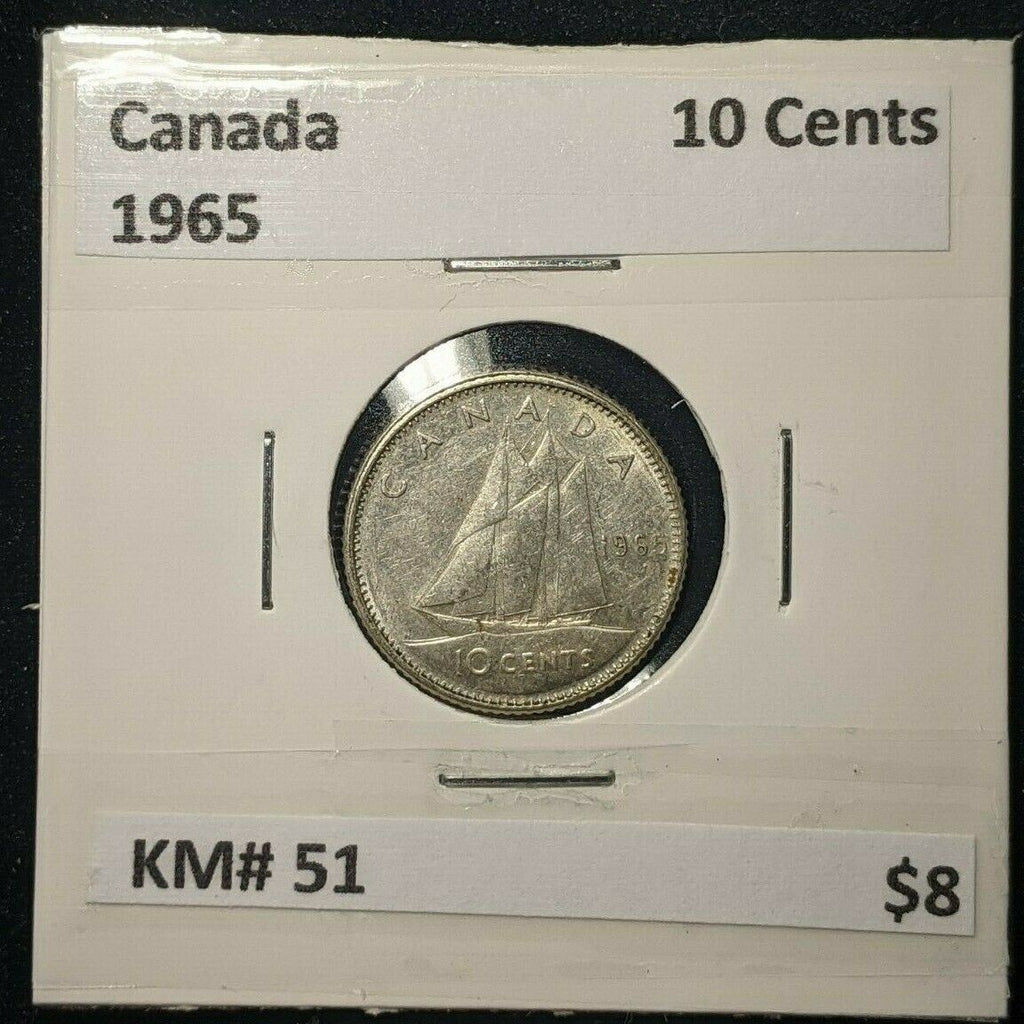 Canada 10 Cents
1965
CANADA
1965
10 CENTS
KM# 51 $8